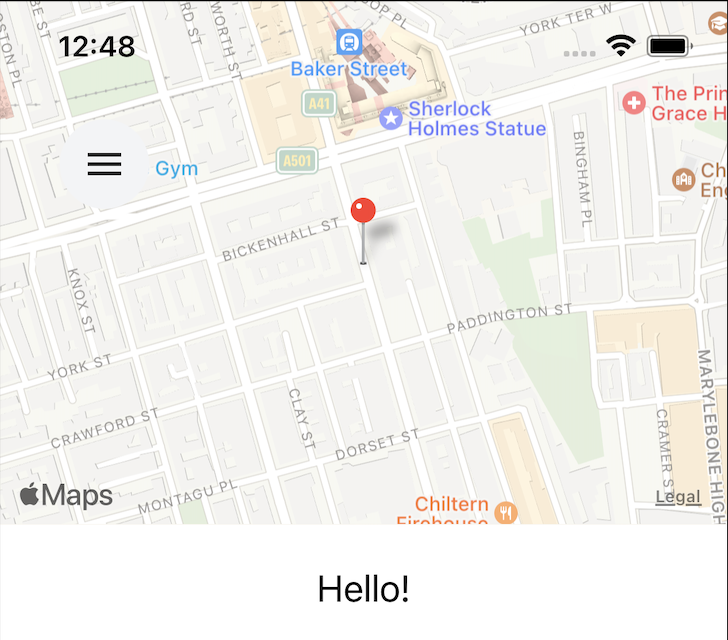 12:48
YORK TER W
Baker Street
A41
Sherlock
Holmes Statue
The Prin
Grace H
BINGHAM PL
A501
Gym
Ch
Eng
BICKENHALL ST
KNOX ST
PADDINGTON ST
YORK ST
MARYLEBONE HIGH
CRAWFORD ST
CLAY ST
DORSET ST
CRAMER S
Maps
MONTAGU PL
Legal
Chiltern
Firehouse
Hello!